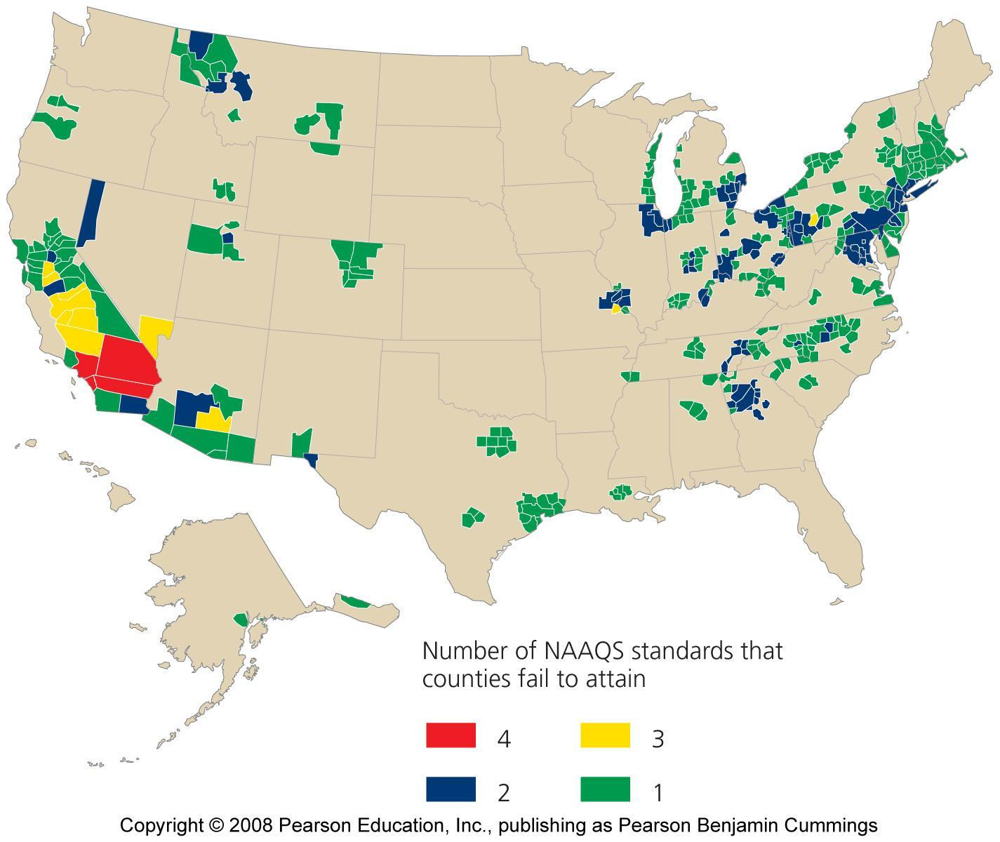 Number of NAAQS standards that
counties fail to attain
4 3
2 1
Copyright © 2008 Pearson Education, Inc., publishing as Pearson Benjamin Cummings